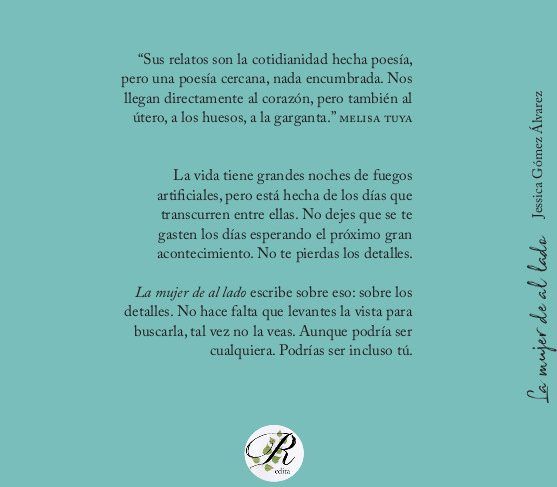 “Sus relatos son la cotidianidad hecha poesía,
pero una poesía cercana, nada encumbrada. Nos
llegan directamente al corazón, pero también al
útero, a los huesos, a la garganta.” MELISA TUYA
La vida tiene grandes noches de fuegos
artificiales, pero está hecha de los días que
transcurren entre ellas. No dejes que se te
gasten los días esperando el próximo gran
acontecimiento. No te pierdas los detalles.
La mujer de al lado escribe sobre eso: sobre los
detalles. No hace falta que levantes la vista para
buscarla, tal vez no la veas. Aunque podría ser
cualquiera. Podrías ser incluso tú.
R
edita
La mujer de al lado Jessica Gómez Álvarez